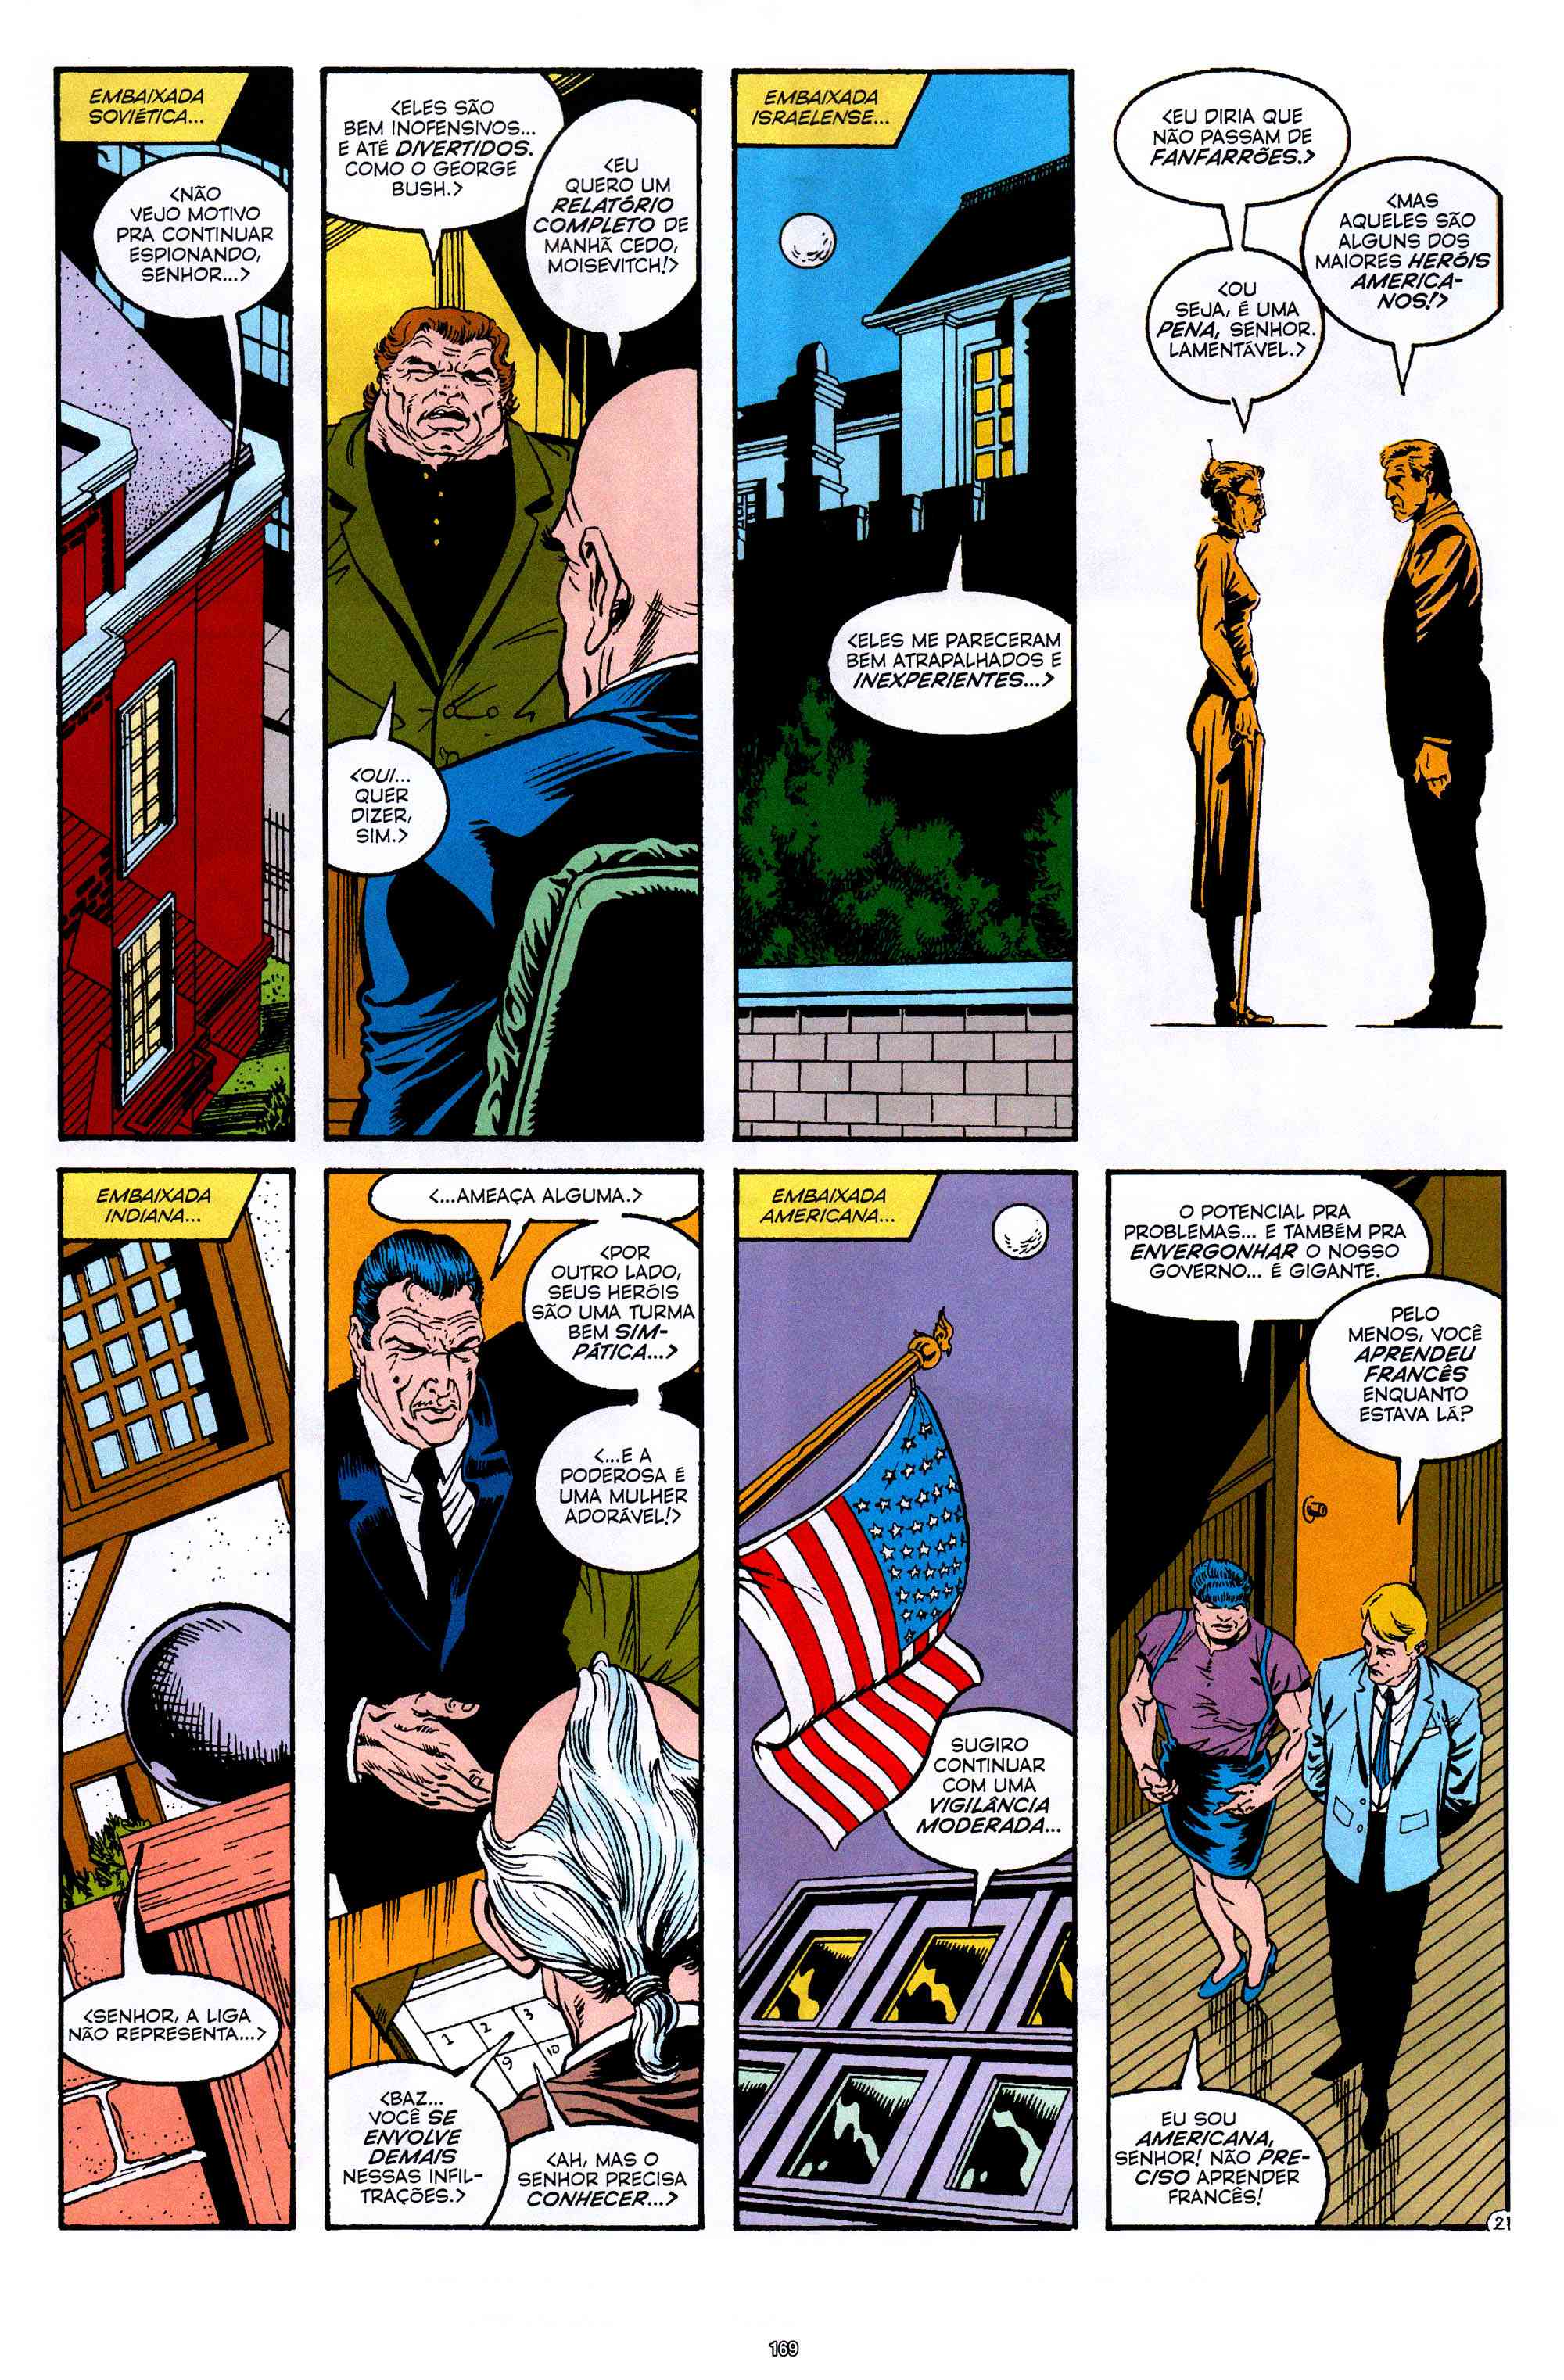 EMBAIXADA
SOVIÉTICA...
<NÃO
VEJO MOTIVO
PRA CONTINUAR
ESPIONANDO,
SENHOR...>
<ELES SÃO
BEM INOFENSIVOS...
E ATÉ DIVERTIDOS.
COMO O GEORGE
BUSH.>
<EU
QUERO UM
RELATÓRIO
COMPLETO DE
MANHÃ CEDO,
MOISEVITCH!>
<OUI...
QUER
DIZER,
SIM.>
EMBAIXADA
ISRAELENSE...
<ELES ME PARECERAM
BEM ATRAPALHADOS E
INEXPERIENTES...>
<EU DIRIA QUE
NÃO PASSAM DE
FANFARRÕES.>
<MAS
AQUELES SÃO
ALGUNS DOS
MAIORES HERÓIS
AMERICA-
NOS!>
<OU
SEJA, É UMA
PENA, SENHOR.
LAMENTÁVEL.>
EMBAIXADA
INDIANA...
<SENHOR, A LIGA
NÃO REPRESENTA...>
<...AMEAÇA ALGUMA.>
<POR
OUTRO LADO,
SEUS HERÓIS
SÃO UMA TURMA
BEM SIM-
PÁTICA...>
<...E A
PODEROSA É
UMA MULHER
ADORÁVEL!>
1 2 3
9 10
<BAZ...
VOCÊ SE
ENVOLVE
DEMAIS
NESSAS INFIL-
TRAÇÕES.>
<AH, MAS O
SENHOR PRECISA
CONHECER...>
EMBAIXADA
AMERICANA...
SUGIRO
CONTINUAR
COM UMA
VIGILÂNCIA
MODERADA...
O POTENCIAL PRA
PROBLEMAS... E TAMBÉM PRA
ENVERGONHAR O NOSSO
GOVERNO... É GIGANTE.
PELO
MENOS, VOCÊ
APRENDEU
FRANCÊS
ENQUANTO
ESTAVA LÁ?
EU SOU
AMERICANA,
SENHOR! NÃO PRE-
CISO APRENDER
FRANCÊS!
21
169